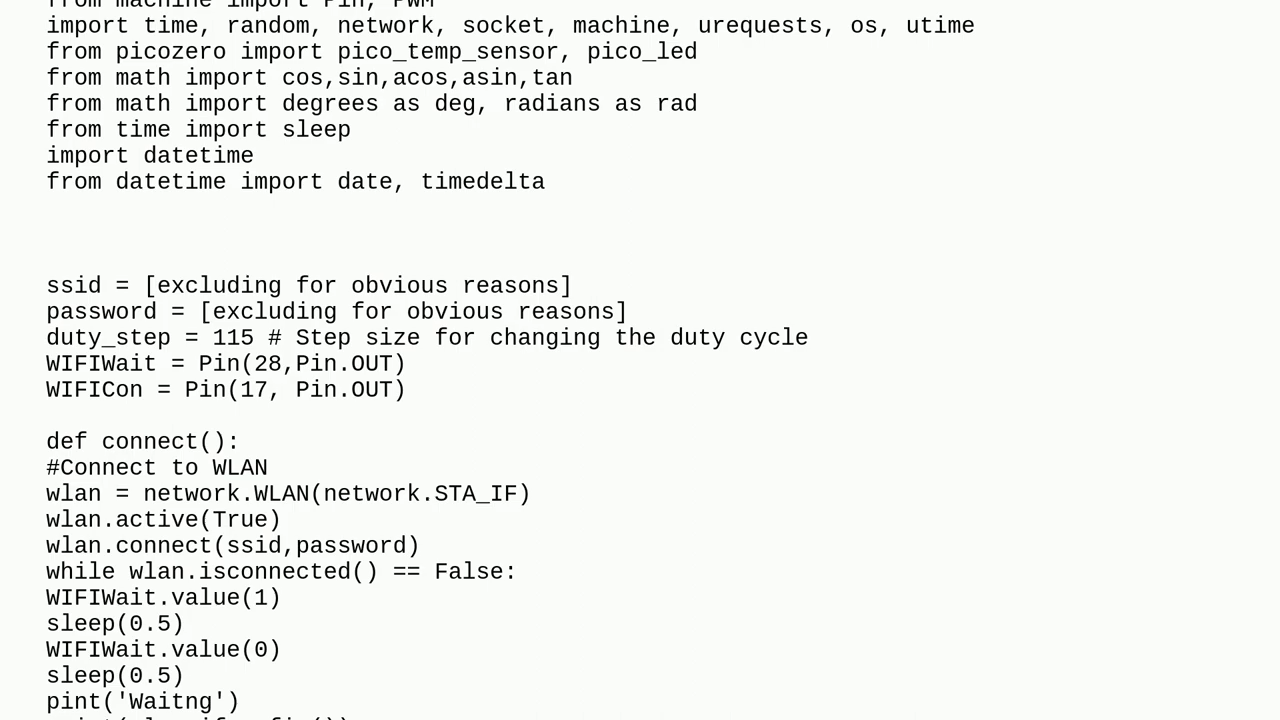 from machine import Pin, PWM
import time, random, network, socket, machine, urequests, os, utime
from picozero import pico_temp_sensor, pico_led
from math import cos,sin,acos,asin,tan
from math import degrees as deg, radians as rad
from time import sleep
import datetime
from datetime import date, timedelta
ssid = [excluding for obvious reasons]
password = [excluding for obvious reasons]
duty_step = 115 # Step size for changing the duty cycle
WIFIWait = Pin(28,Pin.OUT)
WIFICon = Pin(17, Pin.OUT)
def connect():
#Connect to WLAN
wlan = network.WLAN(network.STA_IF)
wlan.active(True)
wlan.connect(ssid,password)
while wlan.isconnected() == False:
WIFIWait.value(1)
sleep(0.5)
WIFIWait.value(0)
sleep(0.5)
pint('Waitng')